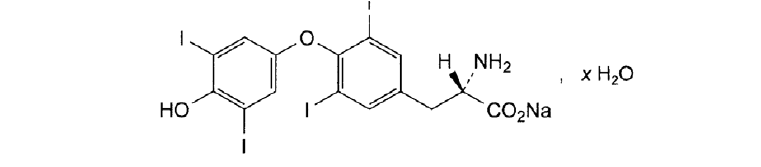 I
I O H NH₂
, x H₂O
HO I CO₂Na
I